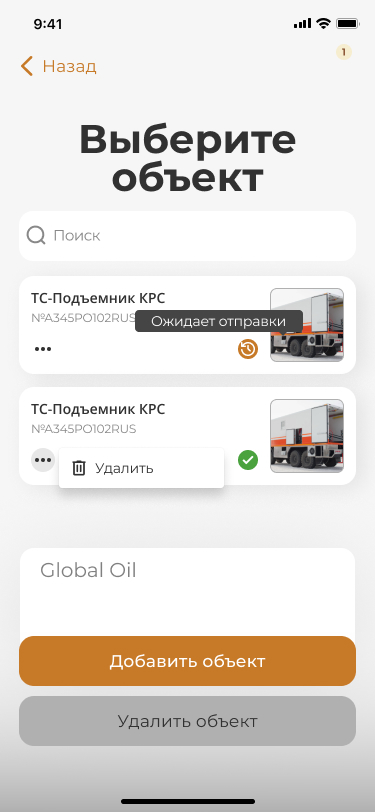 9:41
Назад
1
Выберите
объект
Поиск
ТС-Подъемник КРС
№А345РО102RUS
Ожидает отправки
ТС-Подъемник КРС
№А345РО102RUS
Удалить
Global Oil
Добавить объект
Удалить объект